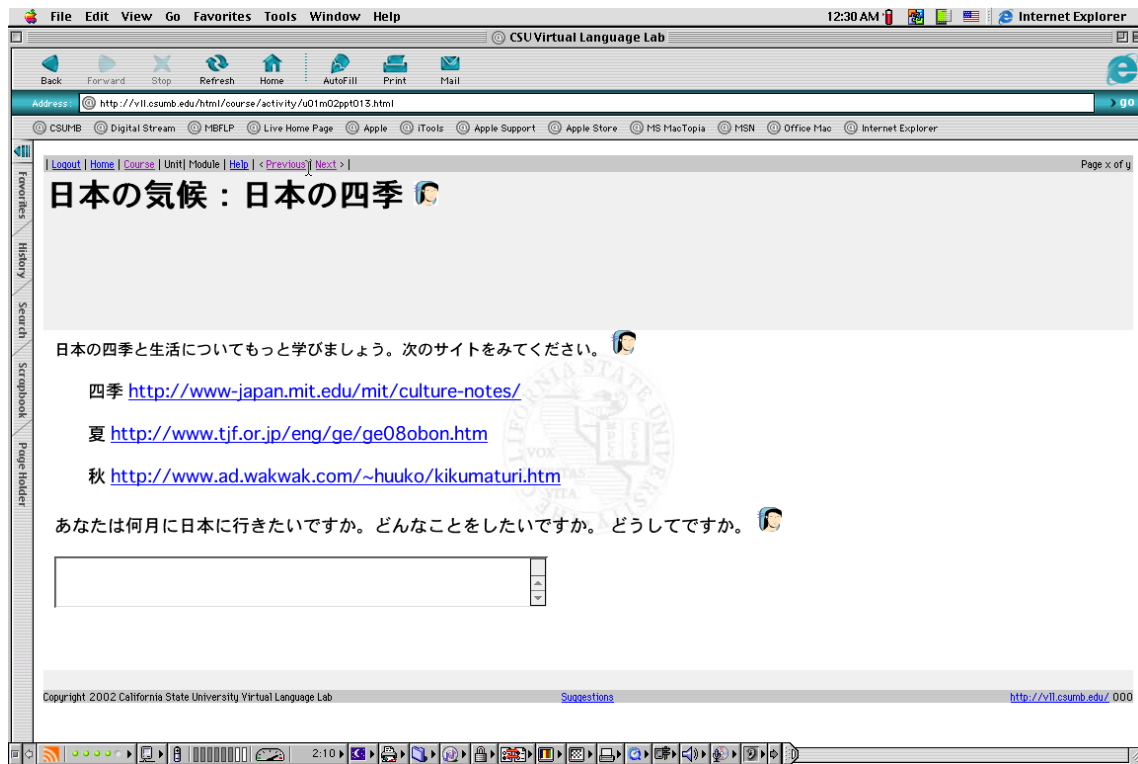 File Edit View Go Favorites Tools Window Help 12:30 AM Internet Explorer
CSU Virtual Language Lab
Back Forward Stop Refresh Home AutoFill Print Mail
Address: http://vll.csumb.edu/html/course/activity/u01m02ppt013.html go
CSUMB Digital Stream MBFLP Live Home Page Apple iTools Apple Support Apple Store MS MacTopia MSN Office Mac Internet Explorer
Favorites
History
Search
Scrapbook
Page Holder
| Logout | Home | Course | Unit| Module | Help | < Previous | Next > | Page x of y
日本の気候：日本の四季
日本の四季と生活についてもっと学びましょう。次のサイトをみてください。
四季 http://www-japan.mit.edu/mit/culture-notes/
夏 http://www.tjf.or.jp/eng/ge/ge08obon.htm
秋 http://www.ad.wakwak.com/~huuko/kikumaturi.htm
あなたは何月に日本に行きたいですか。どんなことをしたいですか。 どうしてですか。
Copyright 2002 California State University Virtual Language Lab Suggestions http://vll.csumb.edu/ 000
2:10